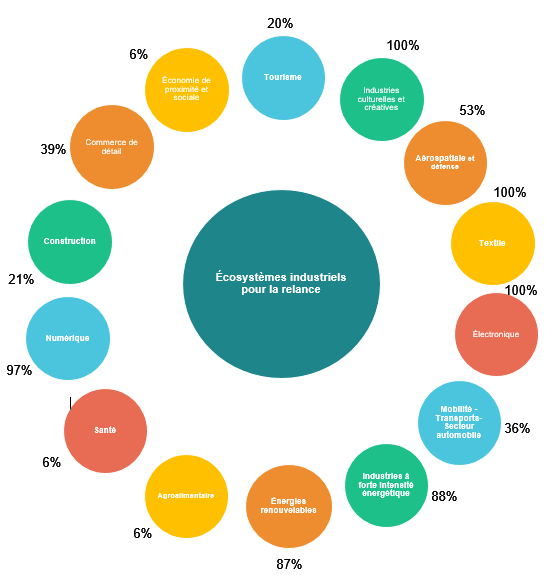 20%
Tourisme
100%
Industries
culturelles et
créatives
53%
Aérospatiale et
défense
100%
Textile
100%
Électronique
Mobilité -
Transports-
Secteur
automobile
36%
Industries à
forte intensité
énergétique
88%
Énergies
renouvelables
87%
Agroalimentaire
6%
Santé
6%
Numérique
97%
Construction
21%
Commerce de
détail
39%
6%
Économie de
proximité et
sociale
Écosystèmes industriels
pour la relance